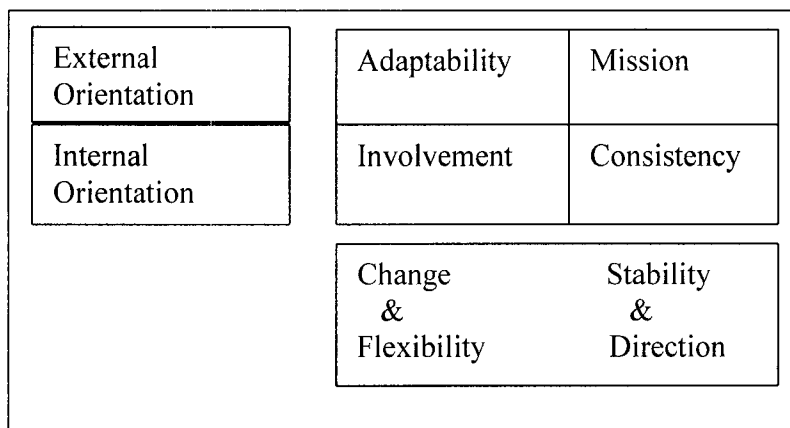 External
Orientation
Adaptability
Mission
Internal
Orientation
Involvement
Consistency
Change
&
Flexibility
Stability
&
Direction